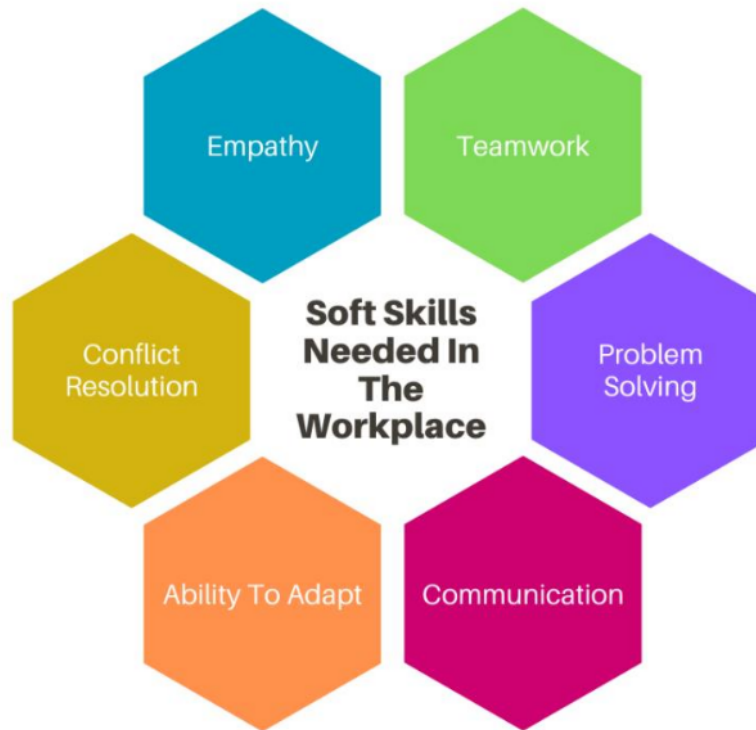 Empathy
Teamwork
Soft Skills
Needed In
The
Workplace
Conflict
Resolution
Problem
Solving
Ability To Adapt
Communication